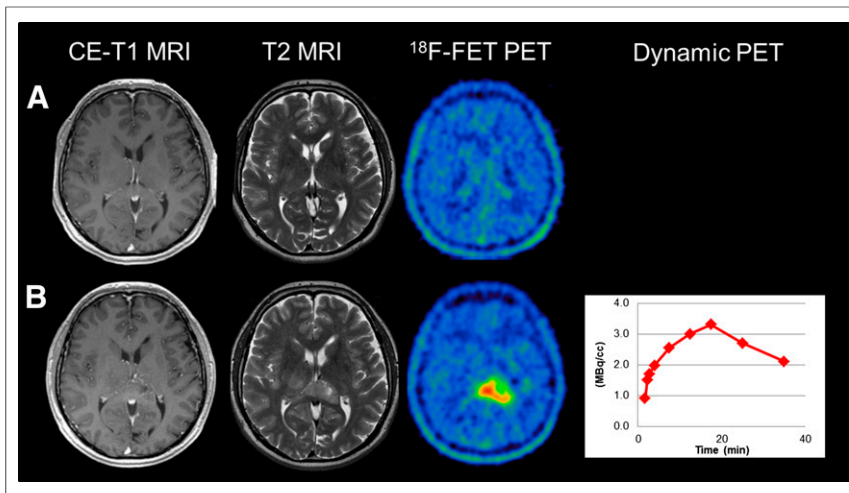 CE-T1 MRI T2 MRI ¹⁸F-FET PET Dynamic PET
A
B
4.0
3.0
2.0
1.0
0.0
(MBq/cc)
0 20 40
Time (min)